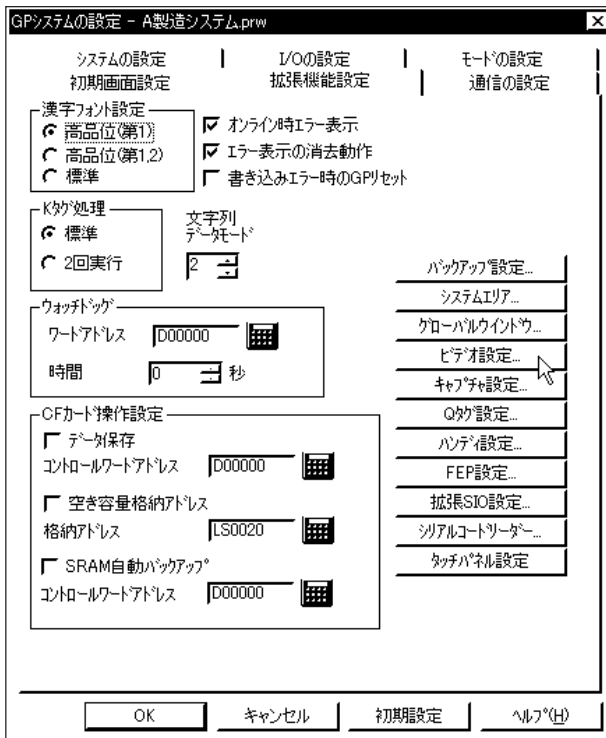 GPシステムの設定 - A製造システム.prw
システムの設定
I/Oの設定
モードの設定
初期画面設定
拡張機能設定
通信の設定
漢字フォント設定
高品位(第1)
高品位(第1,2)
標準
オンライン時エラー表示
エラー表示の消去動作
書き込みエラー時のGPリセット
Kタグ処理
標準
2回実行
文字列
データモード
2
ウォッチドッグ
ワードアドレス
D00000
時間
0
秒
CFカード操作設定
データ保存
コントロールワードアドレス
D00000
空き容量格納アドレス
格納アドレス
LS0020
SRAM自動バックアップ
コントロールワードアドレス
D00000
バックアップ設定...
システムエリア...
グローバルウインドウ...
ビデオ設定...
キャプチャ設定...
Qタグ設定...
ハンディ設定...
FEP設定...
拡張SIO設定...
シリアルコードリーダー...
タッチパネル設定
OK
キャンセル
初期設定
ヘルプ(H)